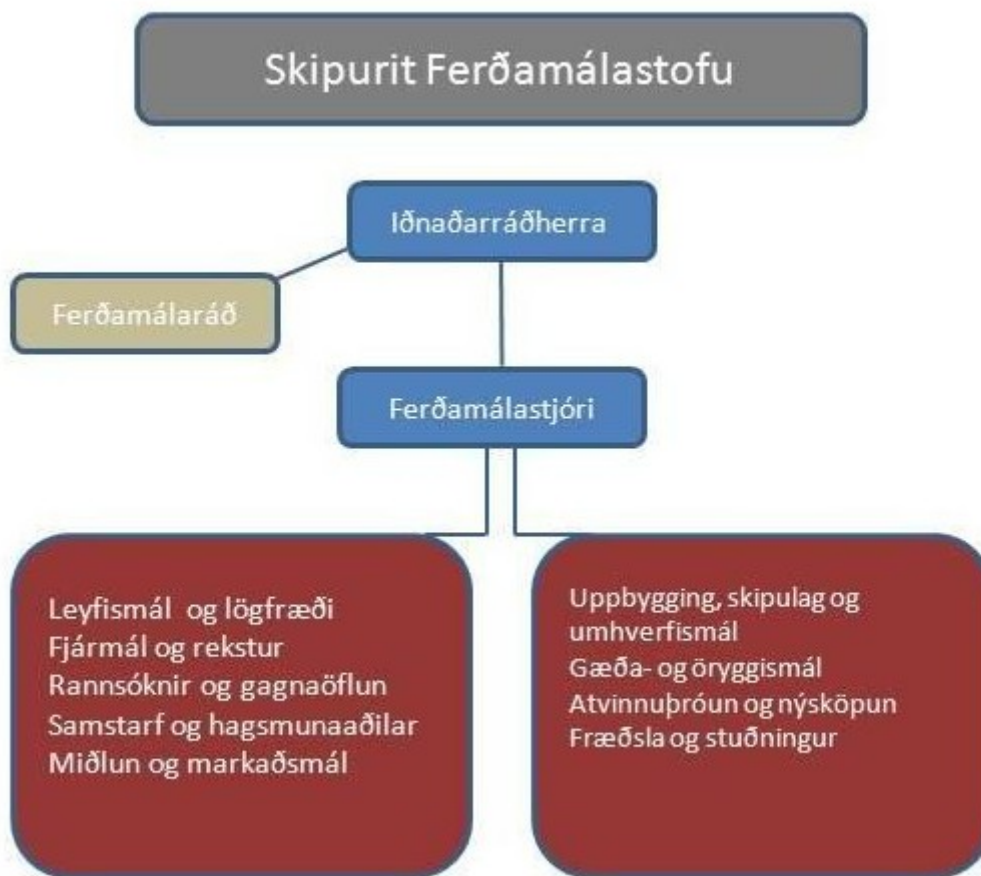 Skipurit Ferðamálastofu
Iðnaðarráðherra
Ferðamálaráð
Ferðamálastjóri
Leyfismál og lögfræði
Fjármál og rekstur
Rannsóknir og gagnaöflun
Samstarf og hagsmunaaðilar
Miðlun og markaðsmál
Uppbygging, skipulag og
umhverfismál
Gæða- og öryggismál
Atvinnuþróun og nýsköpun
Fræðsla og stuðningur